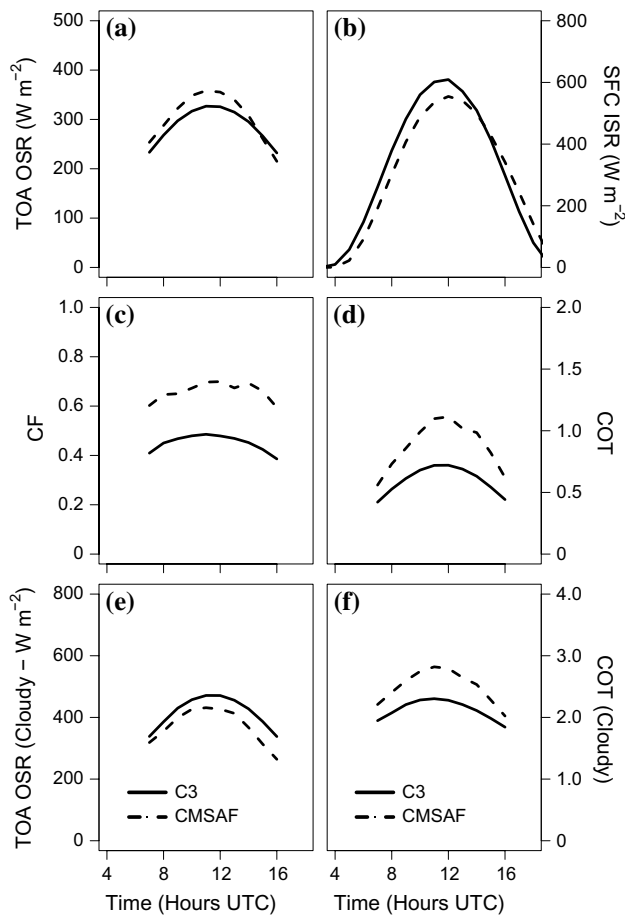 (a)
TOA OSR (W m⁻²)
500
400
300
200
100
0
(b)
SFC ISR (W m⁻²)
800
600
400
200
0
(c)
CF
1.0
0.8
0.6
0.4
0.2
0
(d)
COT
2.0
1.5
1.0
0.5
0
(e)
TOA OSR (Cloudy − W m⁻²)
800
600
400
200
0
C3
CMSAF
4 8 12 16
Time (Hours UTC)
(f)
COT (Cloudy)
4.0
3.0
2.0
1.0
0
C3
CMSAF
4 8 12 16
Time (Hours UTC)